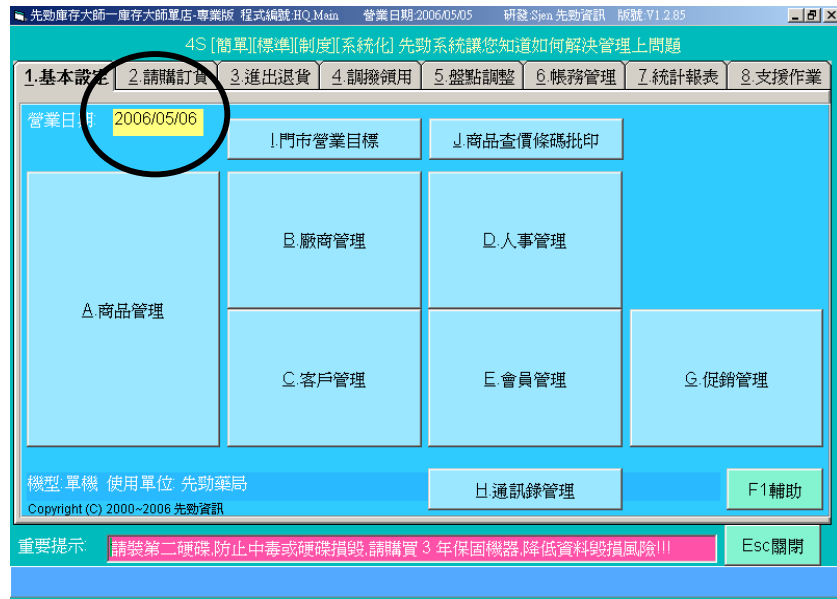 先勁庫存大師一庫存大師單店-專業版 程式編號:HQ.Main 營業日期:2006/05/05 研發:Sjen 先勁資訊 版號:V1.2.85
4S [簡單][標準][制度][系統化] 先勁系統讓您知道如何解決管理上問題
1.基本設定 2.請購訂貨 3.進出退貨 4.調撥領用 5.盤點調整 6.帳務管理 7.統計報表 8.支援作業
營業日期: 2006/05/06
I.門市營業目標 J.商品查價條碼批印
B.廠商管理 D.人事管理
A.商品管理
C.客戶管理 E.會員管理 G.促銷管理
機型:單機 使用單位: 先勁藥局
H.通訊錄管理 F1輔助
Copyright (C) 2000~2006 先勁資訊
重要提示: 請裝第二硬碟,防止中毒或硬碟損毀,請購買 3 年保固機器,降低資料毀損風險!!! Esc關閉